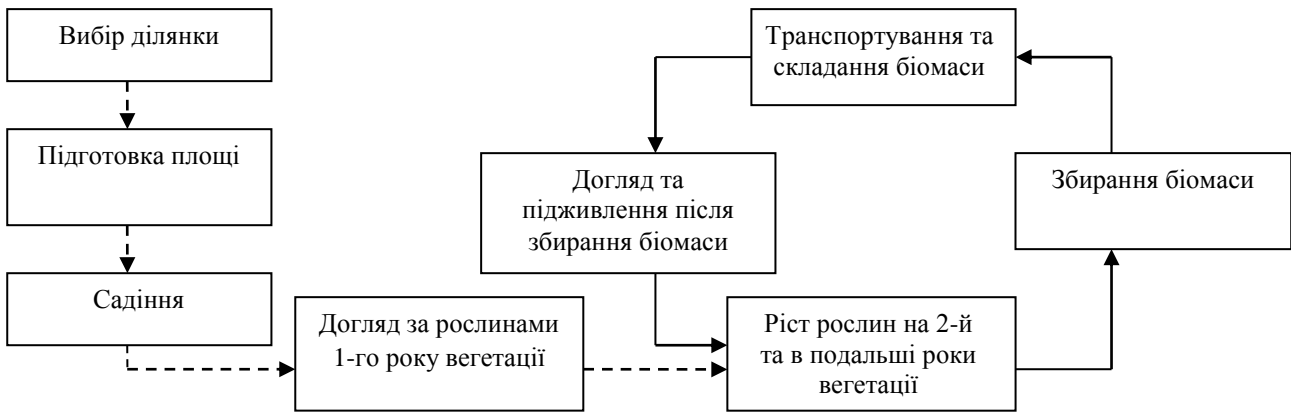 Вибір ділянки
Підготовка площі
Садіння
Догляд за рослинами
1-го року вегетації
Ріст рослин на 2-й
та в подальші роки
вегетації
Збирання біомаси
Транспортування та
складання біомаси
Догляд та
підживлення після
збирання біомаси